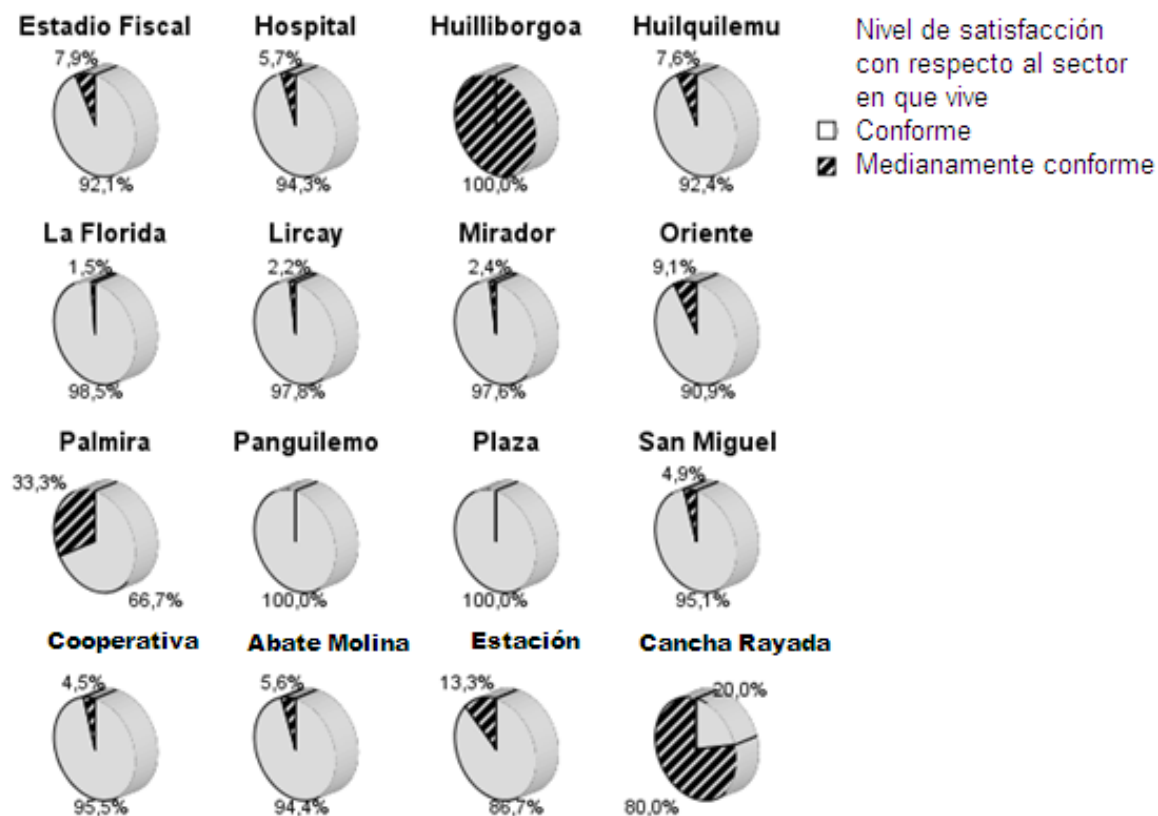 Estadio Fiscal Hospital Huilliborgoa Huilquilemu
7,9% 5,7% 7,6%
92,1% 94,3% 100,0% 92,4%
Nivel de satisfacción
con respecto al sector
en que vive
Conforme
Medianamente conforme
La Florida Lircay Mirador Oriente
1,5% 2,2% 2,4% 9,1%
98,5% 97,8% 97,6% 90,9%
Palmira Panguilemo Plaza San Miguel
33,3% 4,9%
66,7% 100,0% 100,0% 95,1%
Cooperativa Abate Molina Estación Cancha Rayada
4,5% 5,6% 13,3% 20,0%
95,5% 94,4% 86,7% 80,0%